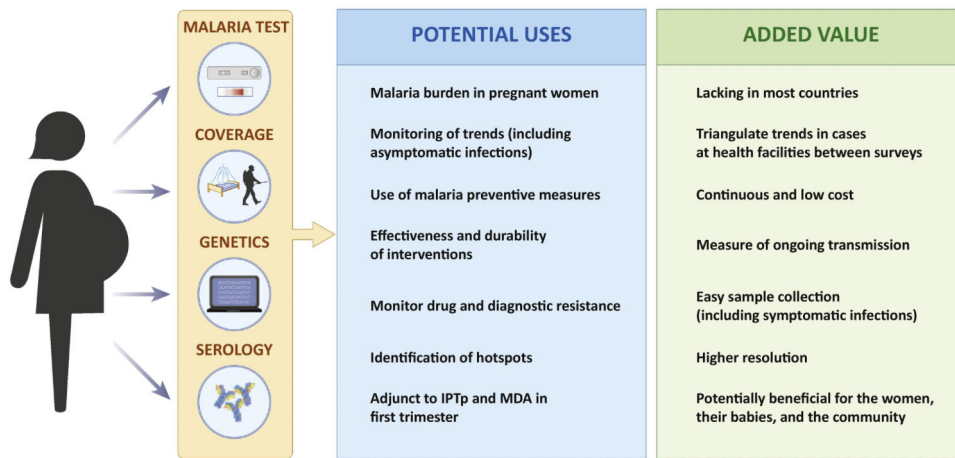 MALARIA TEST
COVERAGE
GENETICS
SEROLOGY
POTENTIAL USES
Malaria burden in pregnant women
Monitoring of trends (including
asymptomatic infections)
Use of malaria preventive measures
Effectiveness and durability
of interventions
Monitor drug and diagnostic resistance
Identification of hotspots
Adjunct to IPTp and MDA in
first trimester
ADDED VALUE
Lacking in most countries
Triangulate trends in cases
at health facilities between surveys
Continuous and low cost
Measure of ongoing transmission
Easy sample collection
(including symptomatic infections)
Higher resolution
Potentially beneficial for the women,
their babies, and the community